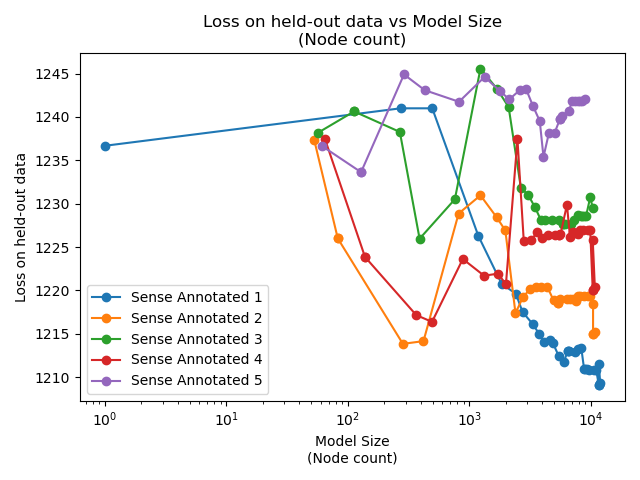 Loss on held-out data vs Model Size
(Node count)
Loss on held-out data
1245
1240
1235
1230
1225
1220
1215
1210
Sense Annotated 1
Sense Annotated 2
Sense Annotated 3
Sense Annotated 4
Sense Annotated 5
10⁰ 10¹ 10² 10³ 10⁴
Model Size
(Node count)